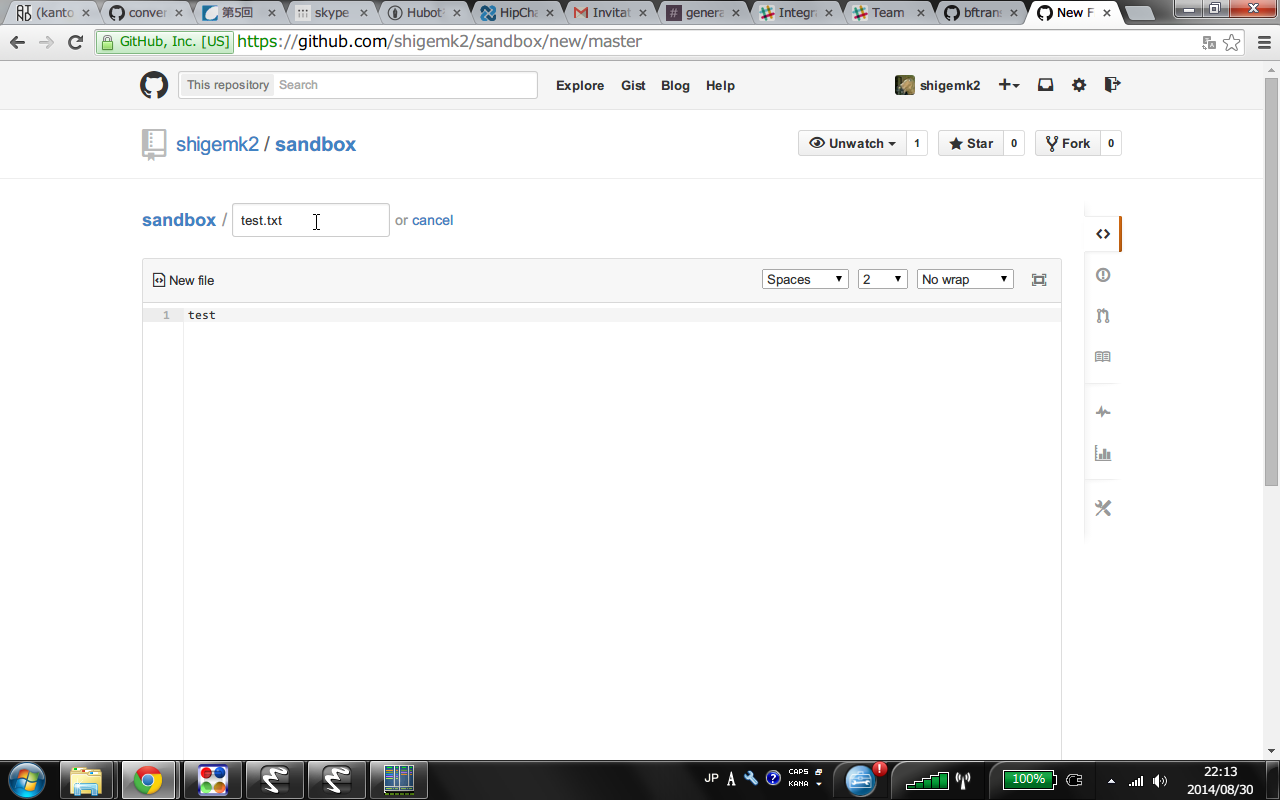 (kanto
conver
第5回
skype
Hubot
HipCha
Invitat
genera
Integra
Team
bftrans
New F
GitHub, Inc. [US]
https://github.com/shigemk2/sandbox/new/master
This repository Search
Explore Gist Blog Help
shigemk2
shigemk2 / sandbox
Unwatch 1
Star 0
Fork 0
sandbox / test.txt or cancel
New file
Spaces 2 No wrap
1 test
JP A CAPS
KANA
100%
22:13
2014/08/30